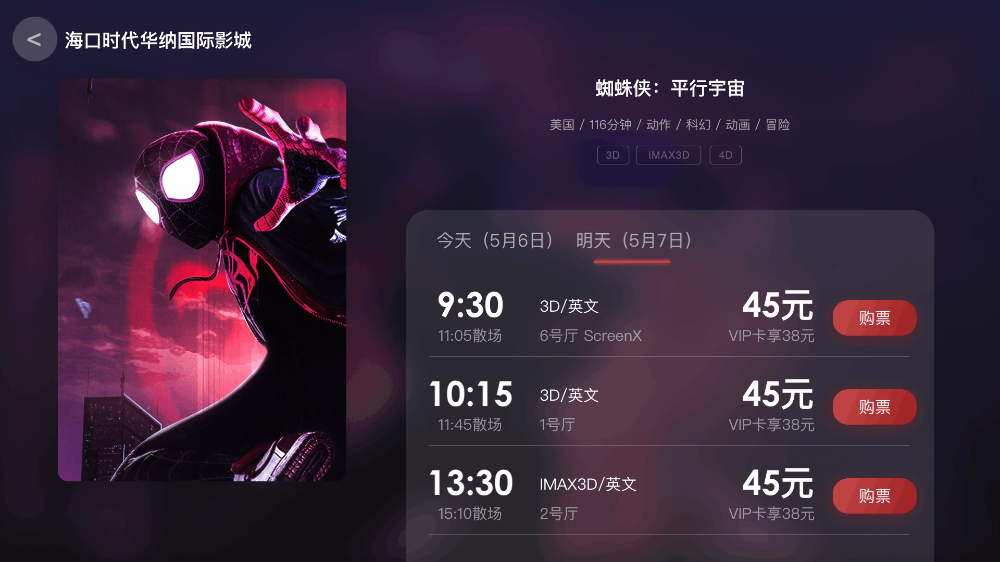 < 海口时代华纳国际影城
蜘蛛侠：平行宇宙
美国 / 116分钟 / 动作 / 科幻 / 动画 / 冒险
3D IMAX3D 4D
今天（5月6日） 明天（5月7日）
9:30 3D/英文 45元 购票
11:05散场 6号厅 ScreenX VIP卡享38元
10:15 3D/英文 45元 购票
11:45散场 1号厅 VIP卡享38元
13:30 IMAX3D/英文 45元 购票
15:10散场 2号厅 VIP卡享38元